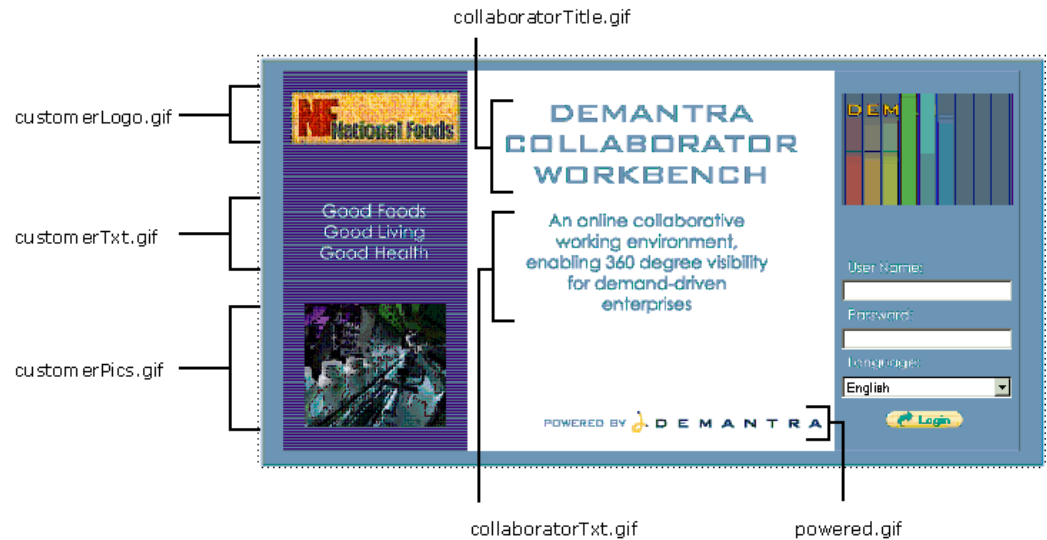 collaboratorTitle.gif
customerLogo.gif
NF
National Foods
DEMANTRA
COLLABORATOR
WORKBENCH
DEM
customerTxt.gif
Good Foods
Good Living
Good Health
An online collaborative
working environment,
enabling 360 degree visibility
for demand-driven
enterprises
User Name:
Password:
Language:
English
Login
customerPics.gif
POWERED BY DEMANTRA
collaboratorTxt.gif
powered.gif